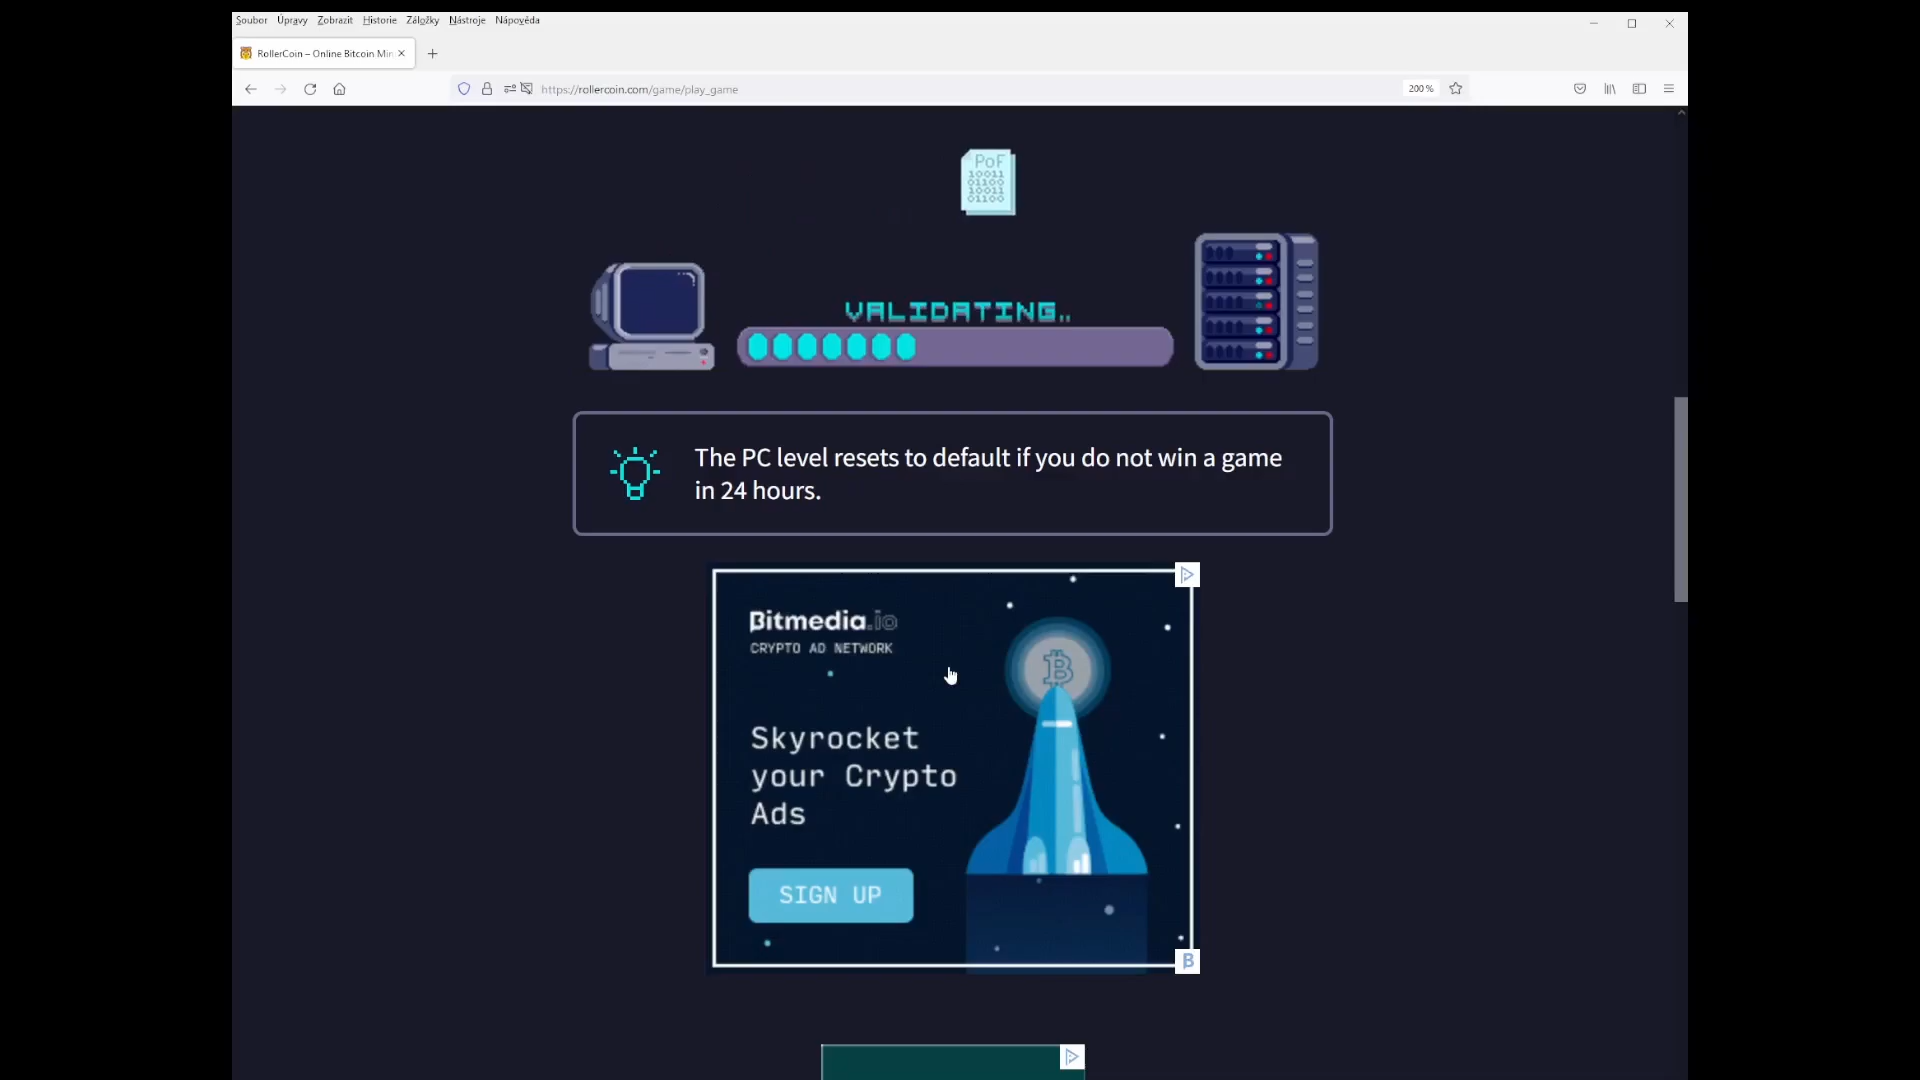 Soubor Úpravy Zobrazit Historie Záložky Nástroje Nápověda
RollerCoin – Online Bitcoin Min
https://rollercoin.com/game/play_game
200 %
PoF
10011
01100
10011
01100
VALIDATING..
The PC level resets to default if you do not win a game
in 24 hours.
Bitmedia.io
CRYPTO AD NETWORK
Skyrocket
your Crypto
Ads
SIGN UP
B